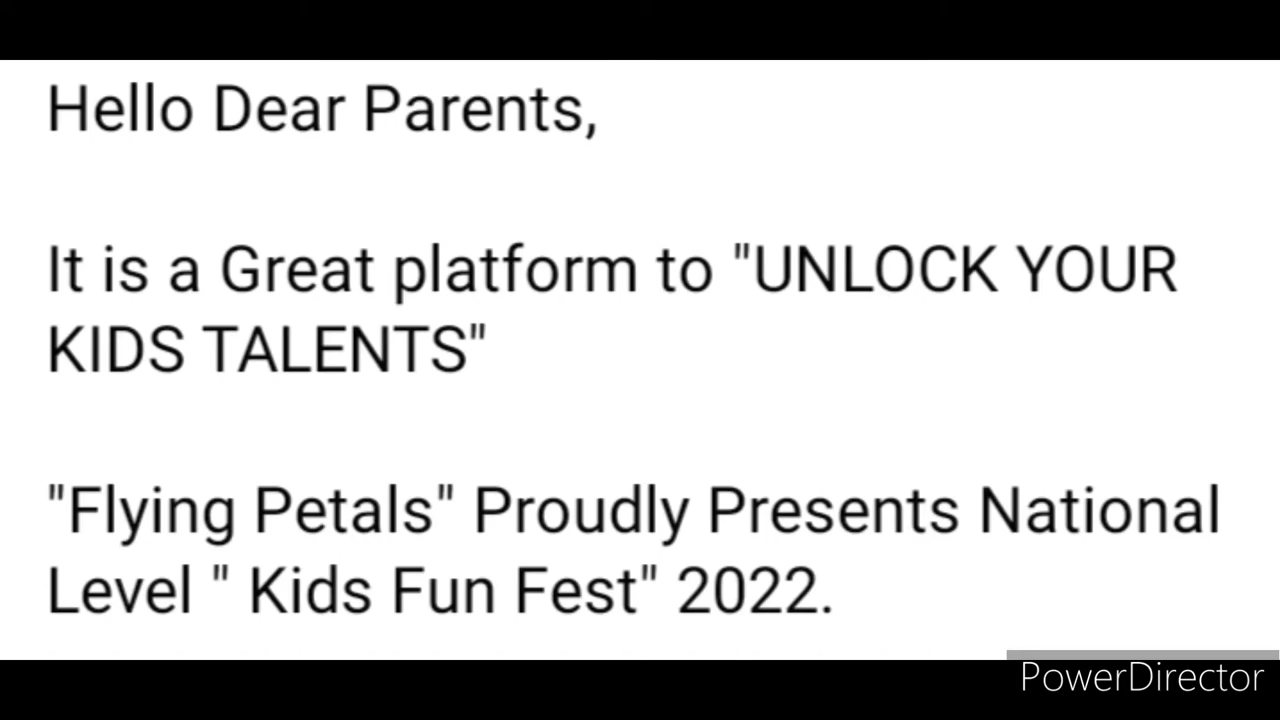 Hello Dear Parents,
It is a Great platform to "UNLOCK YOUR
KIDS TALENTS"
"Flying Petals" Proudly Presents National
Level " Kids Fun Fest" 2022.
PowerDirector